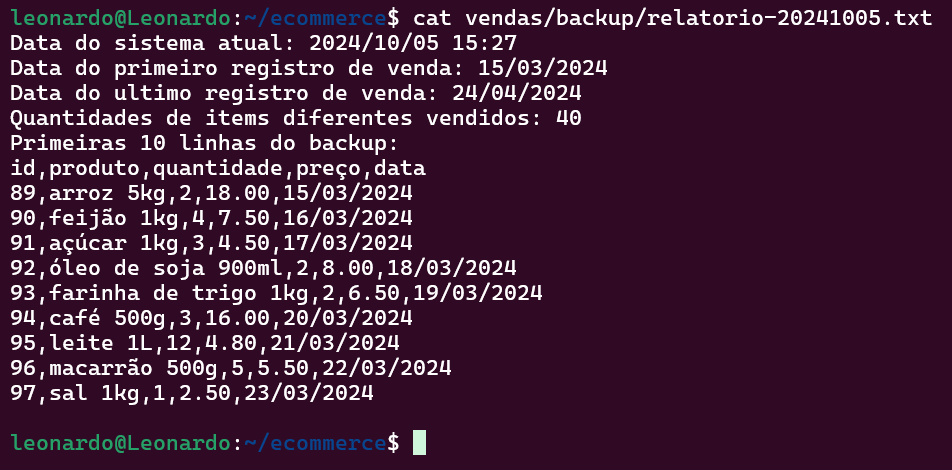 leonardo@Leonardo:~/ecommerce$ cat vendas/backup/relatorio-20241005.txt
Data do sistema atual: 2024/10/05 15:27
Data do primeiro registro de venda: 15/03/2024
Data do ultimo registro de venda: 24/04/2024
Quantidades de items diferentes vendidos: 40
Primeiras 10 linhas do backup:
id,produto,quantidade,preço,data
89,arroz 5kg,2,18.00,15/03/2024
90,feijão 1kg,4,7.50,16/03/2024
91,açúcar 1kg,3,4.50,17/03/2024
92,óleo de soja 900ml,2,8.00,18/03/2024
93,farinha de trigo 1kg,2,6.50,19/03/2024
94,café 500g,3,16.00,20/03/2024
95,leite 1L,12,4.80,21/03/2024
96,macarrão 500g,5,5.50,22/03/2024
97,sal 1kg,1,2.50,23/03/2024
leonardo@Leonardo:~/ecommerce$